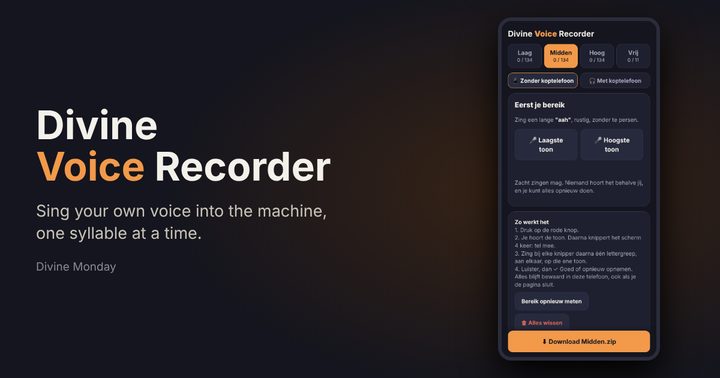 Divine
Voice Recorder
Sing your own voice into the machine,
one syllable at a time.
Divine Monday
Divine Voice Recorder
Laag
0 / 134
Midden
0 / 134
Hoog
0 / 134
Vrij
0 / 11
Zonder koptelefoon
Met koptelefoon
Eerst je bereik
Zing een lange "aah", rustig, zonder te persen.
Laagste
toon
Hoogste
toon
Zacht zingen mag. Niemand hoort het behalve jij,
en je kunt alles opnieuw doen.
Zo werkt het
1. Druk op de rode knop.
2. Je hoort de toon. Daarna knippert het scherm
4 keer: tel mee.
3. Zing bij elke knipper daarna één lettergreep,
aan elkaar, op die ene toon.
4. Luister, dan ✓ Goed of opnieuw opnemen.
Alles blijft bewaard in deze telefoon, ook als je
de pagina sluit.
Bereik opnieuw meten
Alles wissen
⬇ Download Midden.zip